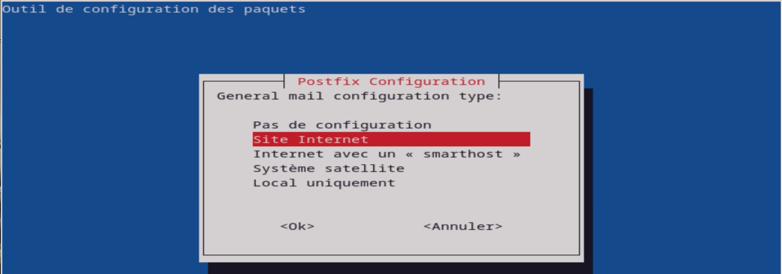 Outil de configuration des paquets
Postfix Configuration
General mail configuration type:
Pas de configuration
Site Internet
Internet avec un « smarthost »
Système satellite
Local uniquement
<Ok> <Annuler>